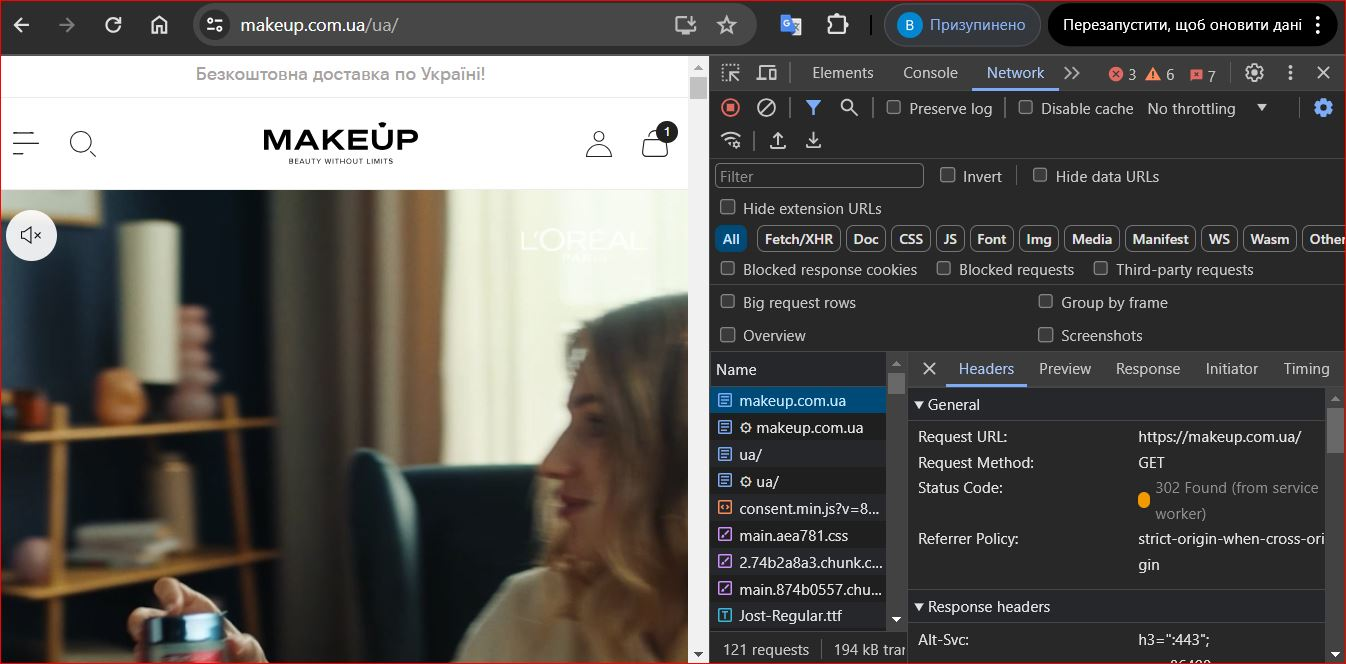 makeup.com.ua/ua/
B Призупинено
Перезапустити, щоб оновити дані
Безкоштовна доставка по Україні!
MAKEUP
BEAUTY WITHOUT LIMITS
1
L'ORÉAL
PARIS
Elements Console Network 3 6 7
Preserve log Disable cache No throttling
Filter Invert Hide data URLs
Hide extension URLs
All Fetch/XHR Doc CSS JS Font Img Media Manifest WS Wasm Other
Blocked response cookies Blocked requests Third-party requests
Big request rows Group by frame
Overview Screenshots
Name
makeup.com.ua
makeup.com.ua
ua/
ua/
consent.min.js?v=8...
main.aea781.css
2.74b2a8a3.chunk.c...
main.874b0557.chu...
Jost-Regular.ttf
121 requests 194 kB tra
Headers Preview Response Initiator Timing
General
Request URL: https://makeup.com.ua/
Request Method: GET
Status Code: 302 Found (from service
worker)
Referrer Policy: strict-origin-when-cross-ori
gin
Response headers
Alt-Svc: h3=":443";